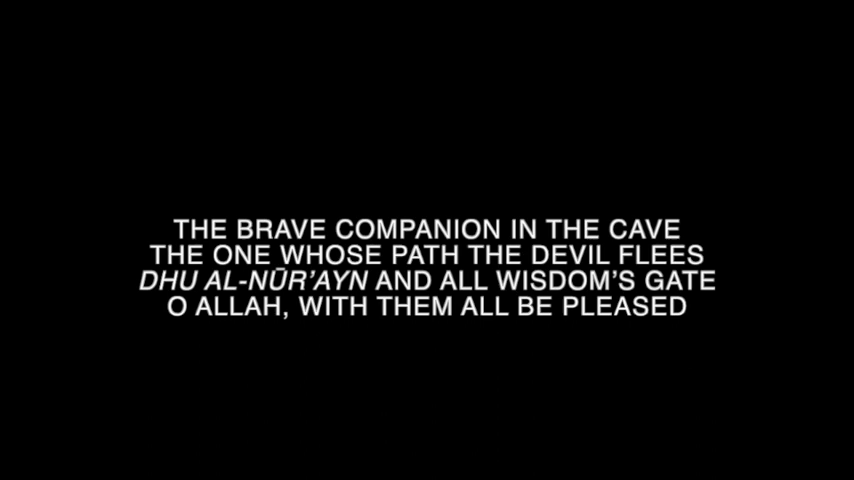 THE BRAVE COMPANION IN THE CAVE
THE ONE WHOSE PATH THE DEVIL FLEES
DHU AL-NŪR’AYN AND ALL WISDOM’S GATE
O ALLAH, WITH THEM ALL BE PLEASED